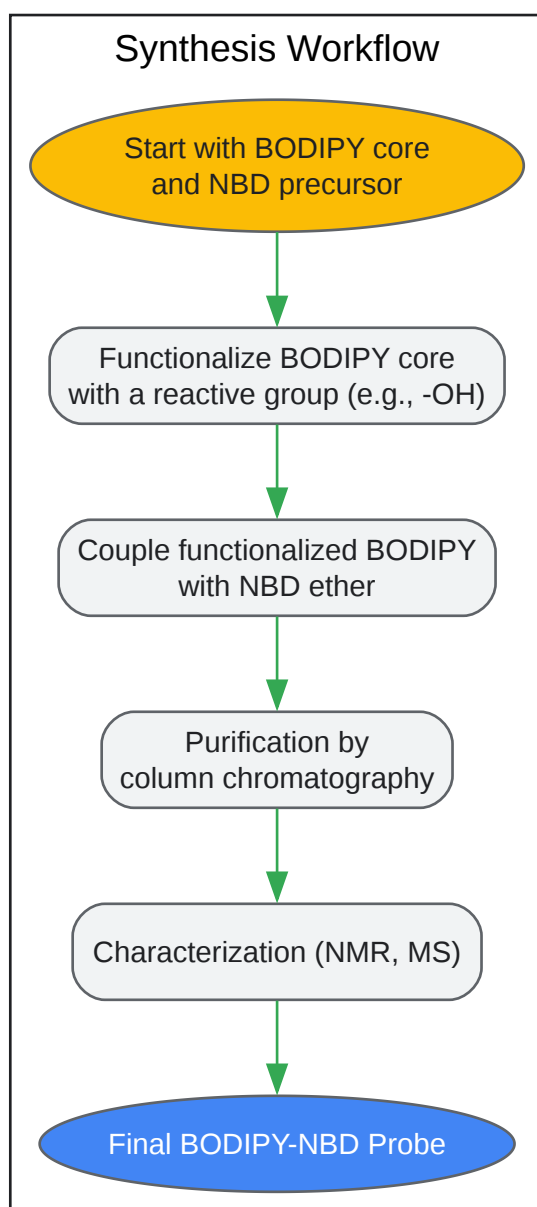 Synthesis Workflow
Start with BODIPY core
and NBD precursor
Functionalize BODIPY core
with a reactive group (e.g., -OH)
Couple functionalized BODIPY
with NBD ether
Purification by
column chromatography
Characterization (NMR, MS)
Final BODIPY-NBD Probe